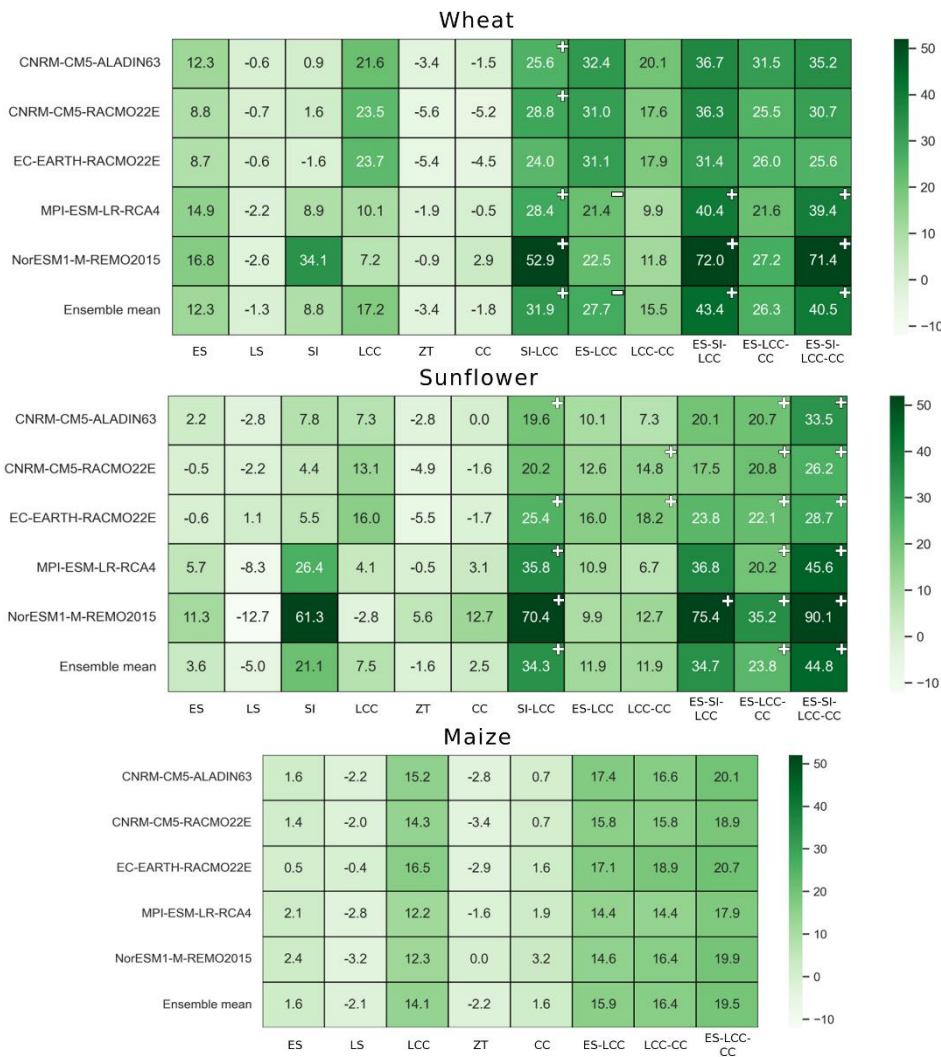 Wheat
CNRM-CM5-ALADIN63 12.3 -0.6 0.9 21.6 -3.4 -1.5 25.6 + 32.4 20.1 36.7 31.5 35.2
CNRM-CM5-RACMO22E 8.8 -0.7 1.6 23.5 -5.6 -5.2 28.8 + 31.0 17.6 36.3 25.5 30.7
EC-EARTH-RACMO22E 8.7 -0.6 -1.6 23.7 -5.4 -4.5 24.0 31.1 17.9 31.4 26.0 25.6
MPI-ESM-LR-RCA4 14.9 -2.2 8.9 10.1 -1.9 -0.5 28.4 + 21.4 - 9.9 40.4 + 21.6 39.4 +
NorESM1-M-REMO2015 16.8 -2.6 34.1 7.2 -0.9 2.9 52.9 + 22.5 11.8 72.0 + 27.2 71.4 +
Ensemble mean 12.3 -1.3 8.8 17.2 -3.4 -1.8 31.9 + 27.7 - 15.5 43.4 + 26.3 40.5 +
ES LS SI LCC ZT CC SI-LCC ES-LCC LCC-CC ES-SI-LCC ES-LCC-CC ES-SI-LCC-CC
50
40
30
20
10
0
−10
Sunflower
CNRM-CM5-ALADIN63 2.2 -2.8 7.8 7.3 -2.8 0.0 19.6 + 10.1 7.3 20.1 20.7 + 33.5 +
CNRM-CM5-RACMO22E -0.5 -2.2 4.4 13.1 -4.9 -1.6 20.2 12.6 14.8 + 17.5 20.8 + 26.2 +
EC-EARTH-RACMO22E -0.6 1.1 5.5 16.0 -5.5 -1.7 25.4 + 16.0 18.2 + 23.8 22.1 + 28.7 +
MPI-ESM-LR-RCA4 5.7 -8.3 26.4 4.1 -0.5 3.1 35.8 + 10.9 6.7 36.8 20.2 + 45.6 +
NorESM1-M-REMO2015 11.3 -12.7 61.3 -2.8 5.6 12.7 70.4 + 9.9 12.7 75.4 + 35.2 + 90.1 +
Ensemble mean 3.6 -5.0 21.1 7.5 -1.6 2.5 34.3 + 11.9 11.9 34.7 23.8 + 44.8 +
ES LS SI LCC ZT CC SI-LCC ES-LCC LCC-CC ES-SI-LCC ES-LCC-CC ES-SI-LCC-CC
50
40
30
20
10
0
−10
Maize
CNRM-CM5-ALADIN63 1.6 -2.2 15.2 -2.8 0.7 17.4 16.6 20.1
CNRM-CM5-RACMO22E 1.4 -2.0 14.3 -3.4 0.7 15.8 15.8 18.9
EC-EARTH-RACMO22E 0.5 -0.4 16.5 -2.9 1.6 17.1 18.9 20.7
MPI-ESM-LR-RCA4 2.1 -2.8 12.2 -1.6 1.9 14.4 14.4 17.9
NorESM1-M-REMO2015 2.4 -3.2 12.3 0.0 3.2 14.6 16.4 19.9
Ensemble mean 1.6 -2.1 14.1 -2.2 1.6 15.9 16.4 19.5
ES LS LCC ZT CC ES-LCC LCC-CC ES-LCC-CC
50
40
30
20
10
0
−10